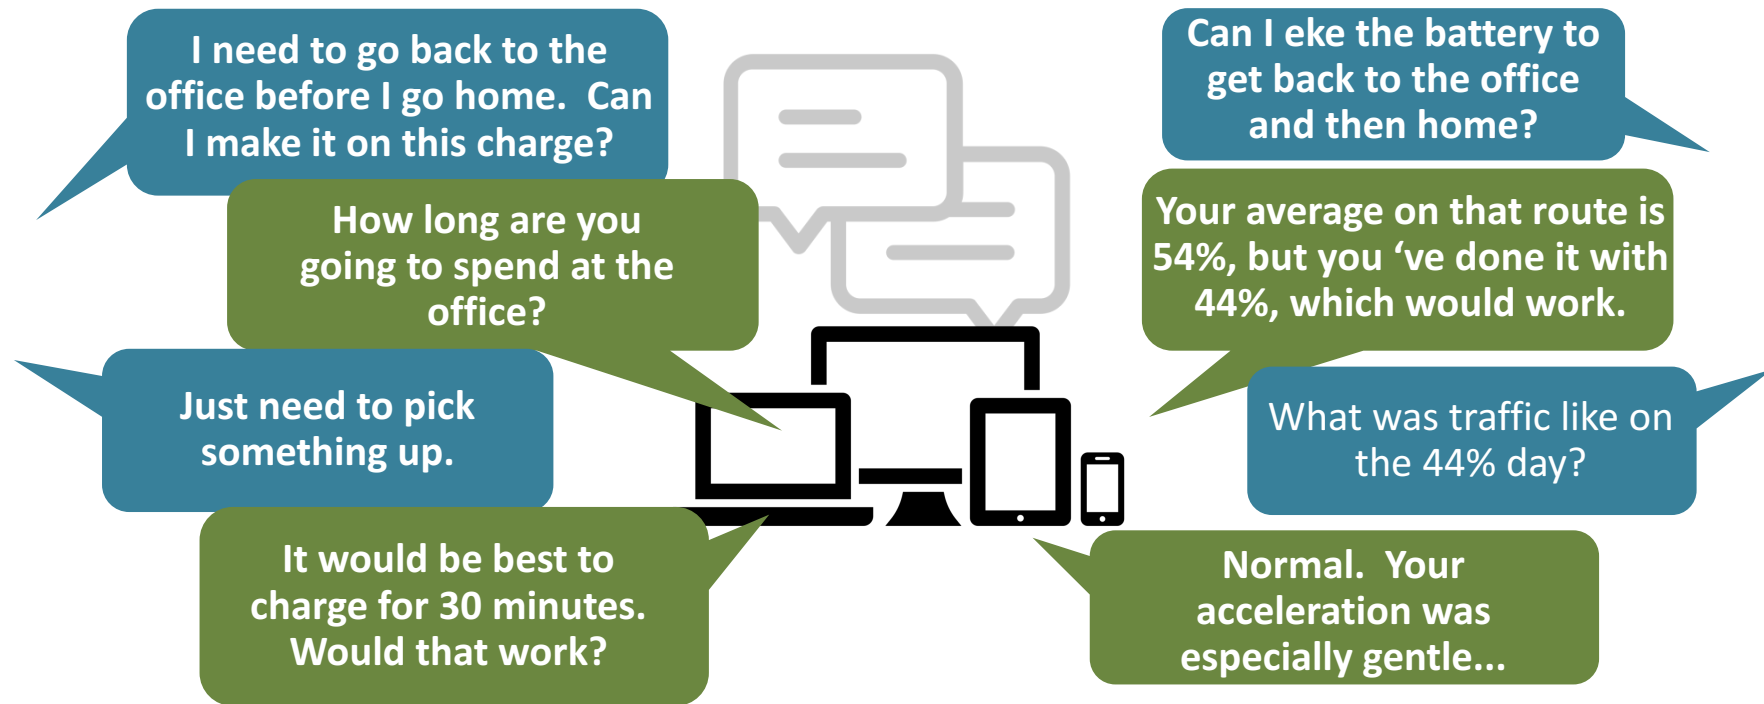 I need to go back to the
office before I go home.  Can
I make it on this charge?
How long are you
going to spend at the
office?
Just need to pick
something up.
It would be best to
charge for 30 minutes.
Would that work?
Can I eke the battery to
get back to the office
and then home?
Your average on that route is
54%, but you ‘ve done it with
44%, which would work.
What was traffic like on
the 44% day?
Normal.  Your
acceleration was
especially gentle...